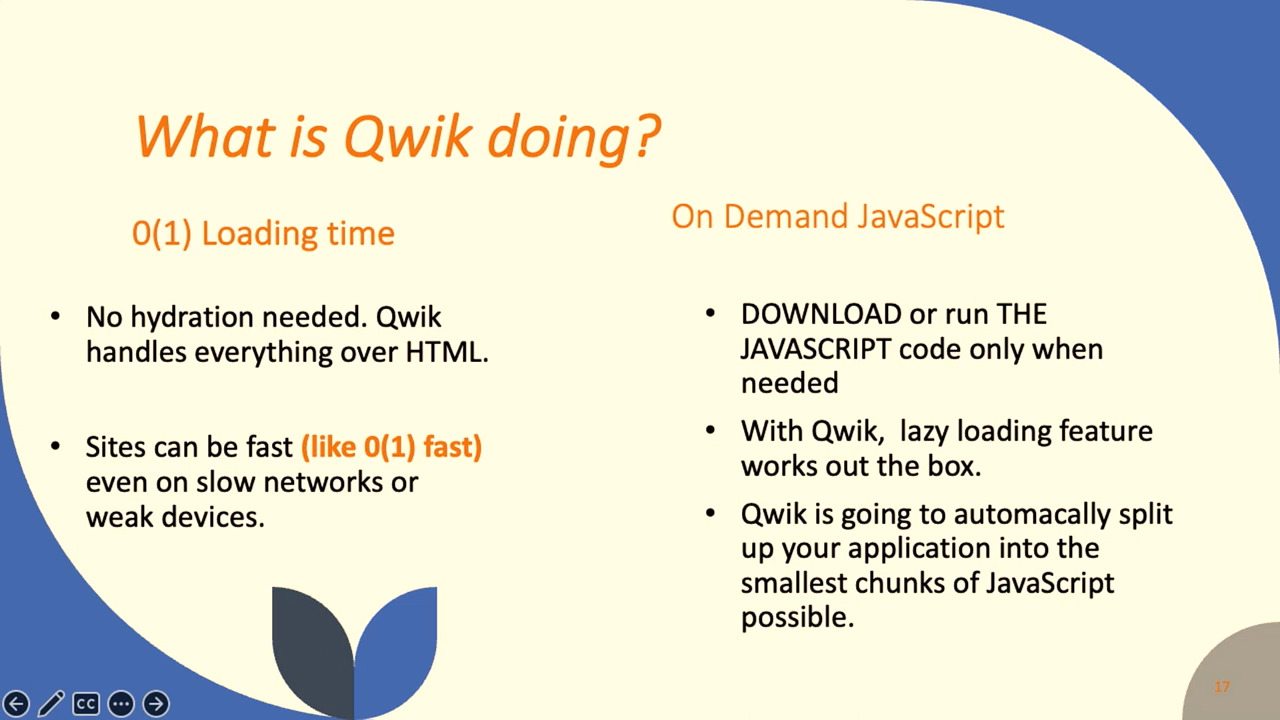 What is Qwik doing?
0(1) Loading time
• No hydration needed. Qwik
handles everything over HTML.
• Sites can be fast (like 0(1) fast)
even on slow networks or
weak devices.
On Demand JavaScript
• DOWNLOAD or run THE
JAVASCRIPT code only when
needed
• With Qwik,  lazy loading feature
works out the box.
• Qwik is going to automacally split
up your application into the
smallest chunks of JavaScript
possible.
CC
17